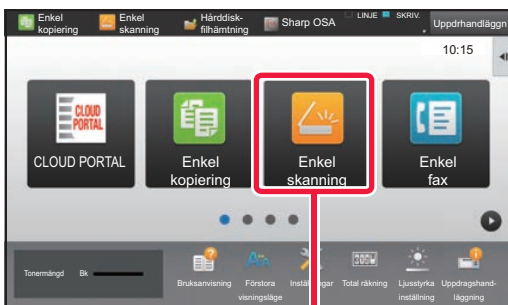 Enkel
kopiering
Enkel
skanning
Hårddisk-
filhämtning
Sharp OSA
LINJE
SKRIV.
Uppdrhandläggn
10:15
CLOUD
PORTAL
CLOUD PORTAL
Enkel
kopiering
Enkel
skanning
Enkel
fax
Tonermängd Bk
Bruksanvisning
Förstora
visningsläge
Inställningar
Total räkning
Ljusstyrka
inställning
Uppdragshand-
läggning